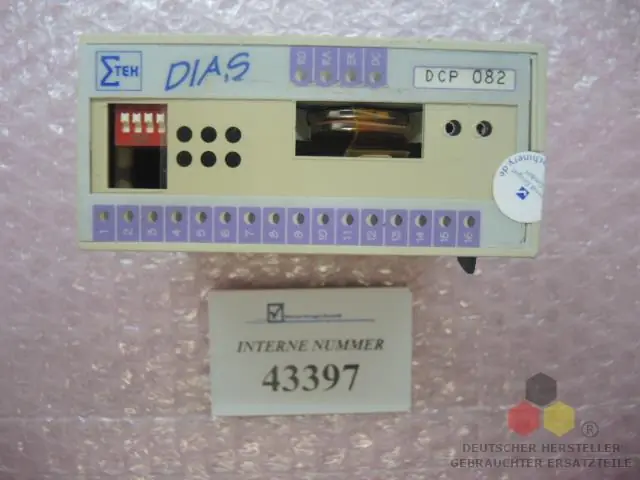 ΣTEK
DIAS
DCP 082
1 2 3 4 5 6 7 8 9 10 11 12 13 14 15 16
INTERNE NUMMER
43397
®
DEUTSCHER HERSTELLER
GEBRAUCHTER ERSATZTEILE